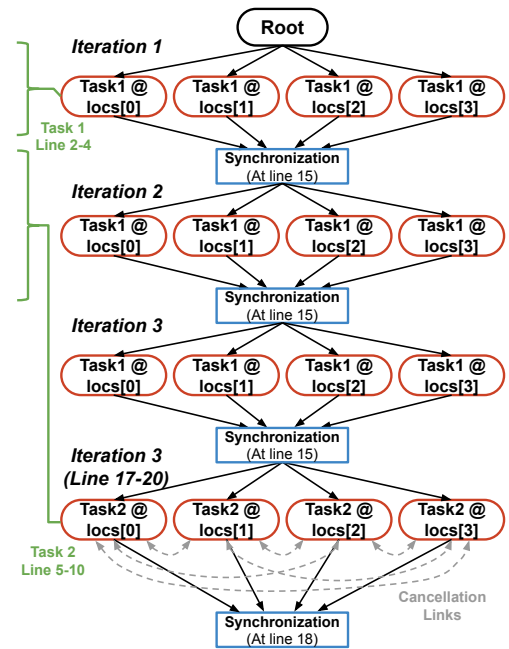 Root
Iteration 1
Task1 @ Task1 @ Task1 @ Task1 @
locs[0] locs[1] locs[2] locs[3]
Task 1
Line 2-4
Synchronization
(At line 15)
Iteration 2
Task1 @ Task1 @ Task1 @ Task1 @
locs[0] locs[1] locs[2] locs[3]
Synchronization
(At line 15)
Iteration 3
Task1 @ Task1 @ Task1 @ Task1 @
locs[0] locs[1] locs[2] locs[3]
Synchronization
(At line 15)
Iteration 3
(Line 17-20)
Task2 @ Task2 @ Task2 @ Task2 @
locs[0] locs[1] locs[2] locs[3]
Task 2
Line 5-10
Cancellation
Links
Synchronization
(At line 18)